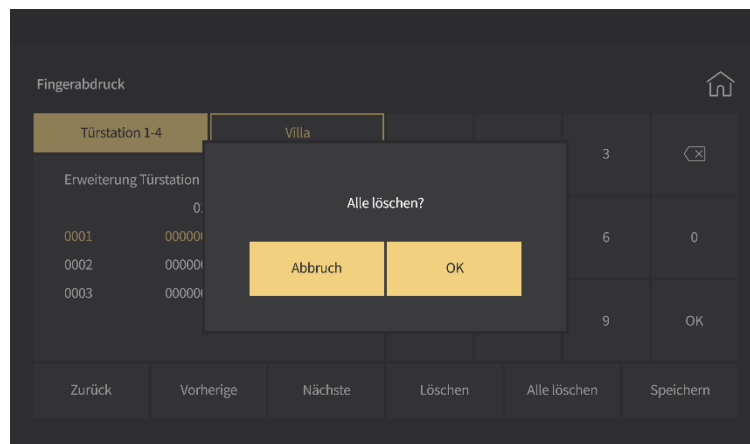 Fingerabdruck
Türstation 1-4
Villa
3
Erweiterung Türstation
Alle löschen?
0001
6
0
Abbruch
OK
0002
0003
9
OK
Zurück
Vorherige
Nächste
Löschen
Alle löschen
Speichern